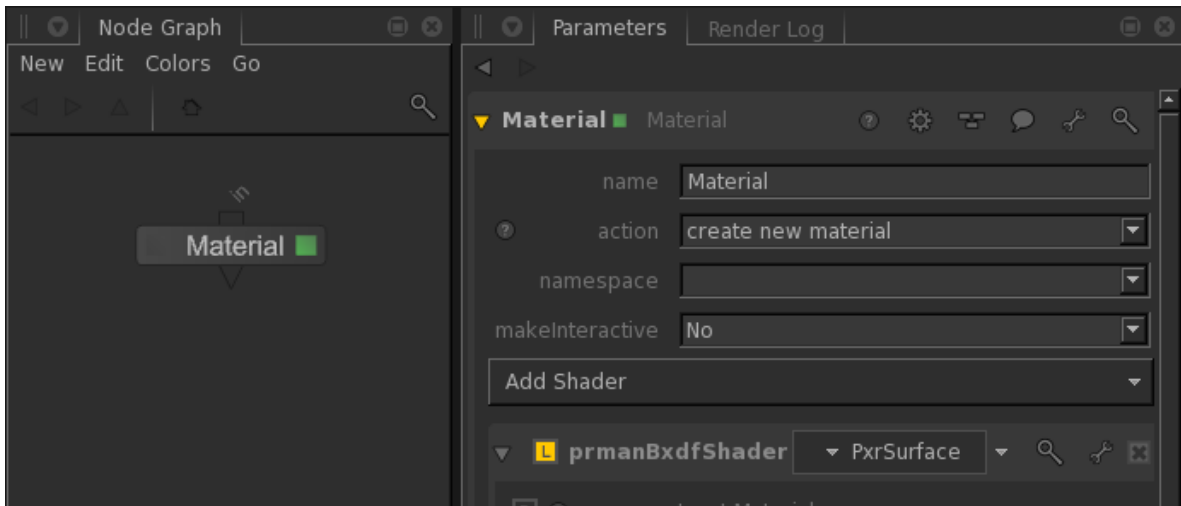 Node Graph
New Edit Colors Go
in
Material
Parameters Render Log
Material Material
name Material
action create new material
namespace
makeInteractive No
Add Shader
L prmanBxdfShader PxrSurface